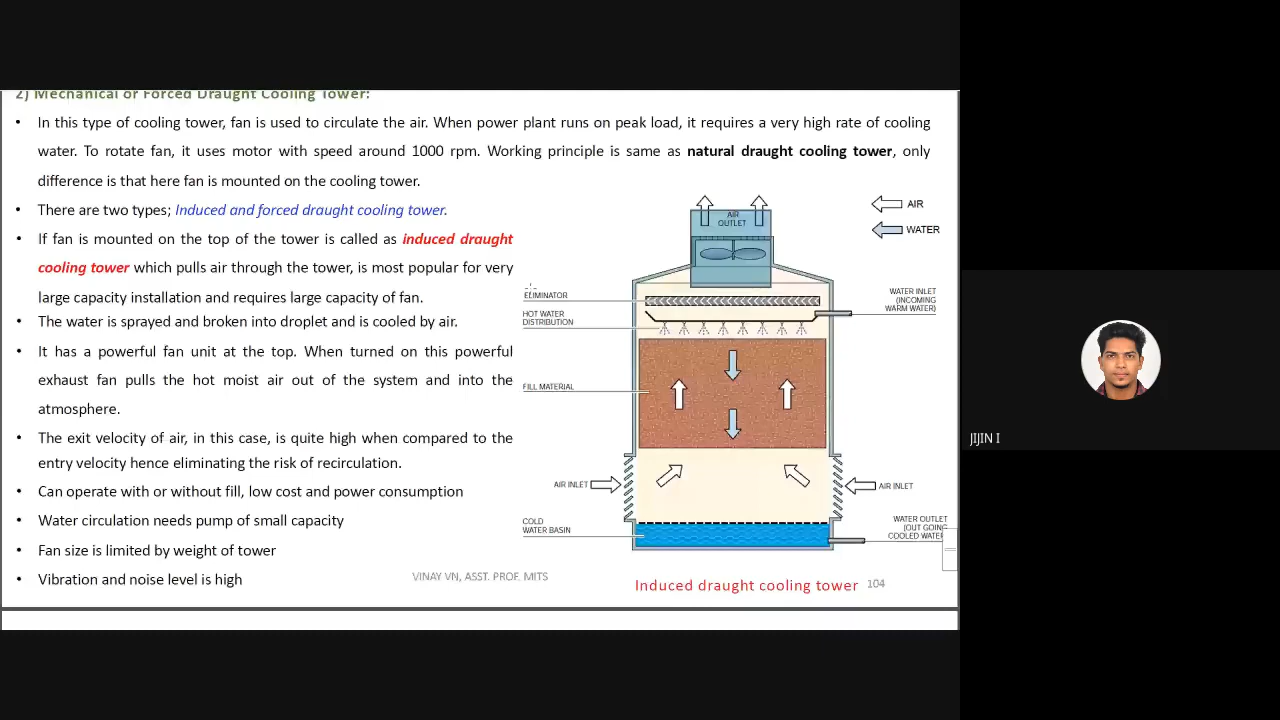 2) Mechanical or Forced Draught Cooling Tower:
• In this type of cooling tower, fan is used to circulate the air. When power plant runs on peak load, it requires a very high rate of cooling
water. To rotate fan, it uses motor with speed around 1000 rpm. Working principle is same as natural draught cooling tower, only
difference is that here fan is mounted on the cooling tower.
• There are two types; Induced and forced draught cooling tower.
• If fan is mounted on the top of the tower is called as induced draught
cooling tower which pulls air through the tower, is most popular for very
large capacity installation and requires large capacity of fan.
• The water is sprayed and broken into droplet and is cooled by air.
• It has a powerful fan unit at the top. When turned on this powerful
exhaust fan pulls the hot moist air out of the system and into the
atmosphere.
• The exit velocity of air, in this case, is quite high when compared to the
entry velocity hence eliminating the risk of recirculation.
• Can operate with or without fill, low cost and power consumption
• Water circulation needs pump of small capacity
• Fan size is limited by weight of tower
• Vibration and noise level is high
AIR
OUTLET
AIR
WATER
ELIMINATOR
HOT WATER
DISTRIBUTION
WATER INLET
(INCOMING
WARM WATER)
FILL MATERIAL
AIR INLET
AIR INLET
COLD
WATER BASIN
WATER OUTLET
(OUT GOING
COOLED WATER
VINAY VN, ASST. PROF. MITS
Induced draught cooling tower
104
JIJIN I